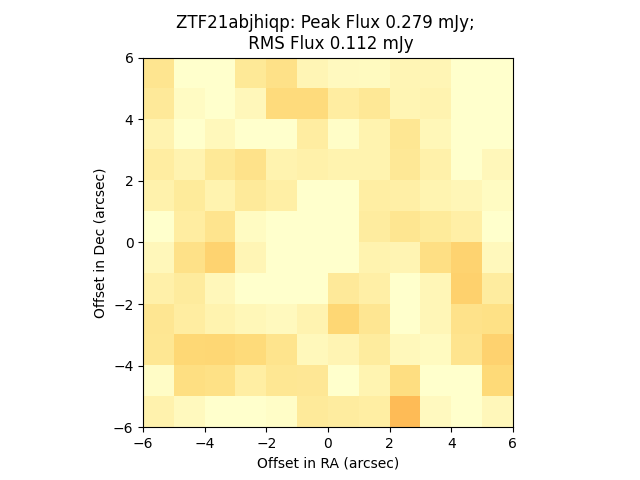 ZTF21abjhiqp: Peak Flux 0.279 mJy;
RMS Flux 0.112 mJy
6
4
2
0
−2
−4
−6
Offset in Dec (arcsec)
−6 −4 −2 0 2 4 6
Offset in RA (arcsec)